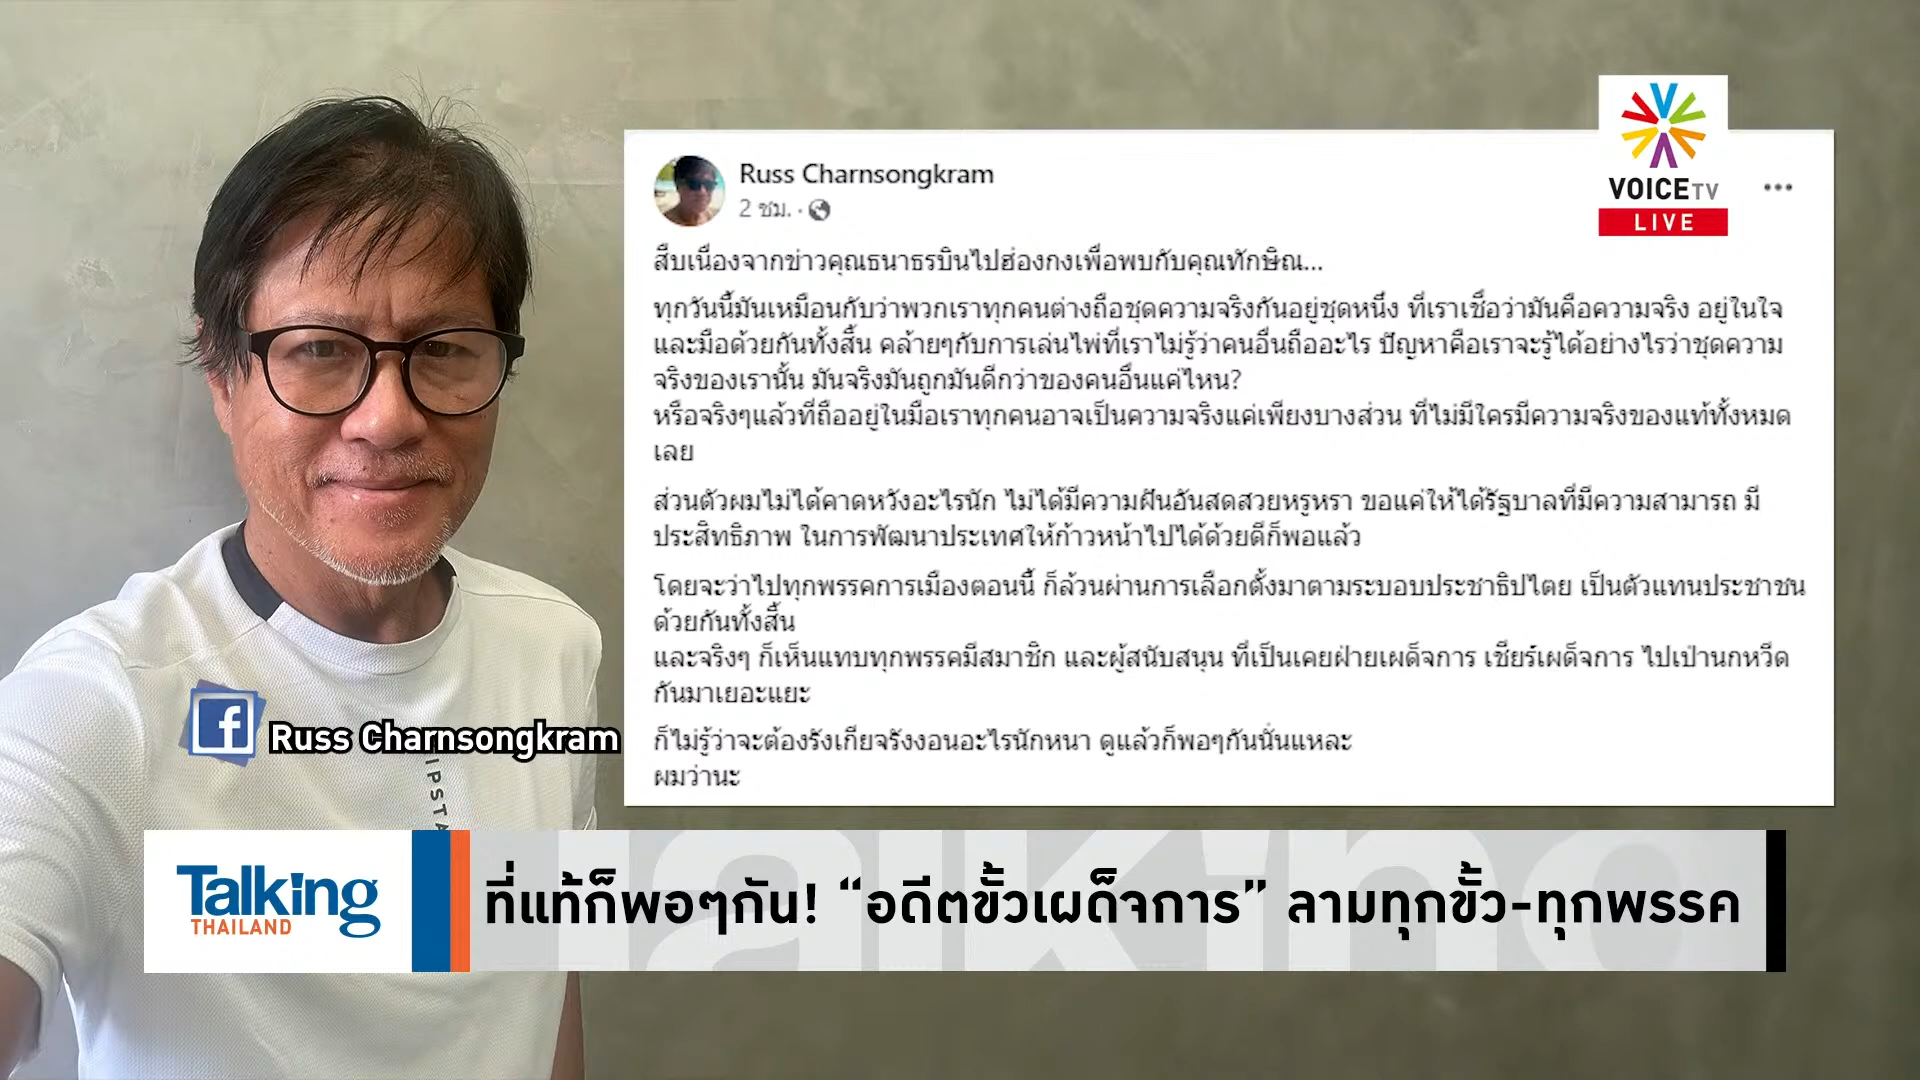 VOICE TV
LIVE
Russ Charnsongkram
2 ชม. ·
สืบเนื่องจากข่าวคุณธนาธรบินไปฮ่องกงเพื่อพบกับคุณทักษิณ...
ทุกวันนี้มันเหมือนกับว่าพวกเราทุกคนต่างถือชุดความจริงกันอยู่ชุดหนึ่ง ที่เราเชื่อว่ามันคือความจริง อยู่ในใจ
และมือด้วยกันทั้งสิ้น คล้ายๆกับการเล่นไพ่ที่เราไม่รู้ว่าคนอื่นถืออะไร ปัญหาคือเราจะรู้ได้อย่างไรว่าชุดความ
จริงของเรานั้น มันจริงมันถูกมันดีกว่าของคนอื่นแค่ไหน?
หรือจริงๆแล้วที่ถืออยู่ในมือเราทุกคนอาจเป็นความจริงแค่เพียงบางส่วน ที่ไม่มีใครมีความจริงของแท้ทั้งหมด
เลย
ส่วนตัวผมไม่ได้คาดหวังอะไรนัก ไม่ได้มีความฝันอันสดสวยหรูหรา ขอแค่ให้ได้รัฐบาลที่มีความสามารถ มี
ประสิทธิภาพ ในการพัฒนาประเทศให้ก้าวหน้าไปได้ด้วยดีก็พอแล้ว
โดยจะว่าไปทุกพรรคการเมืองตอนนี้ ก็ล้วนผ่านการเลือกตั้งมาตามระบอบประชาธิปไตย เป็นตัวแทนประชาชน
ด้วยกันทั้งสิ้น
และจริงๆ ก็เห็นแทบทุกพรรคมีสมาชิก และผู้สนับสนุน ที่เป็นเคยฝ่ายเผด็จการ เชียร์เผด็จการ ไปเป่านกหวีด
กันมาเยอะแยะ
ก็ไม่รู้ว่าจะต้องรังเกียจรังงอนอะไรนักหนา ดูแล้วก็พอๆกันนั่นแหละ
ผมว่านะ
f Russ Charnsongkram
IPSTA
Talking
THAILAND
ที่แท้ก็พอๆกัน! “อดีตขั้วเผด็จการ” ลามทุกขั้ว-ทุกพรรค
Talking